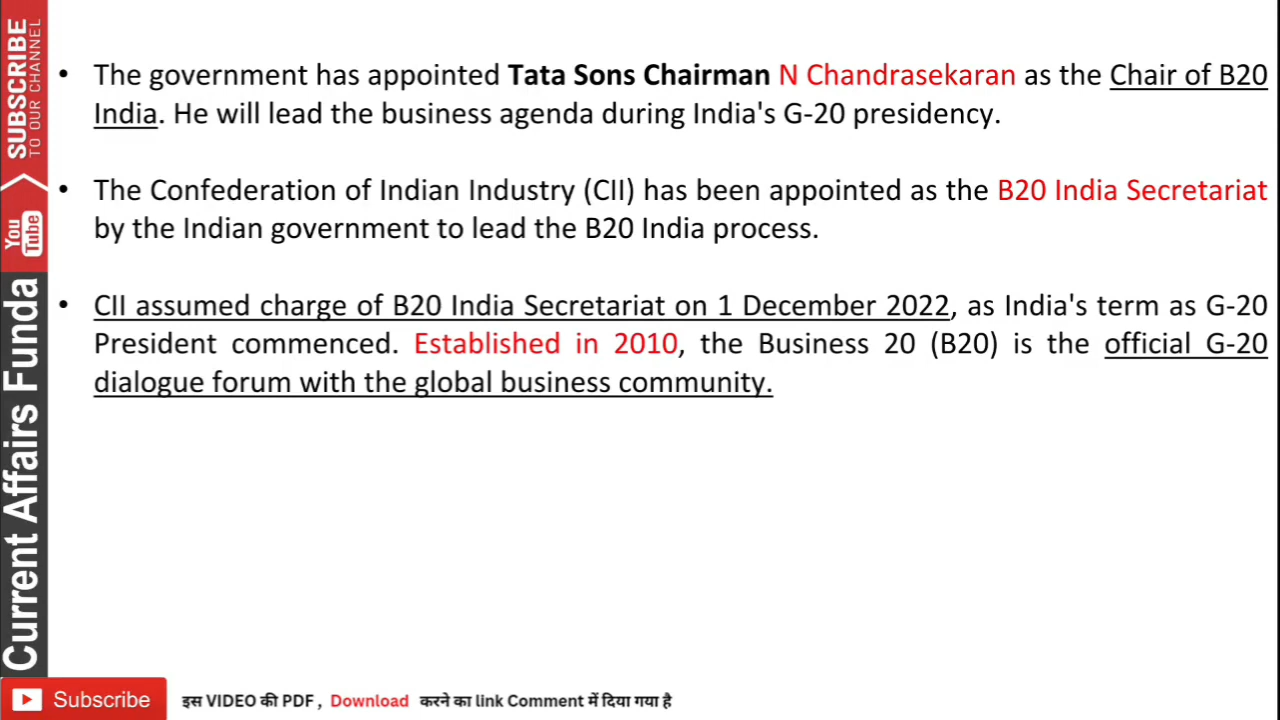 • The government has appointed Tata Sons Chairman N Chandrasekaran as the Chair of B20
India. He will lead the business agenda during India's G-20 presidency.
• The Confederation of Indian Industry (CII) has been appointed as the B20 India Secretariat
by the Indian government to lead the B20 India process.
• CII assumed charge of B20 India Secretariat on 1 December 2022, as India's term as G-20
President commenced. Established in 2010, the Business 20 (B20) is the official G-20
dialogue forum with the global business community.
SUBSCRIBE
TO OUR CHANNEL
You
Tube
Current Affairs Funda
Subscribe
इस VIDEO की PDF , Download करने का link Comment में दिया गया है